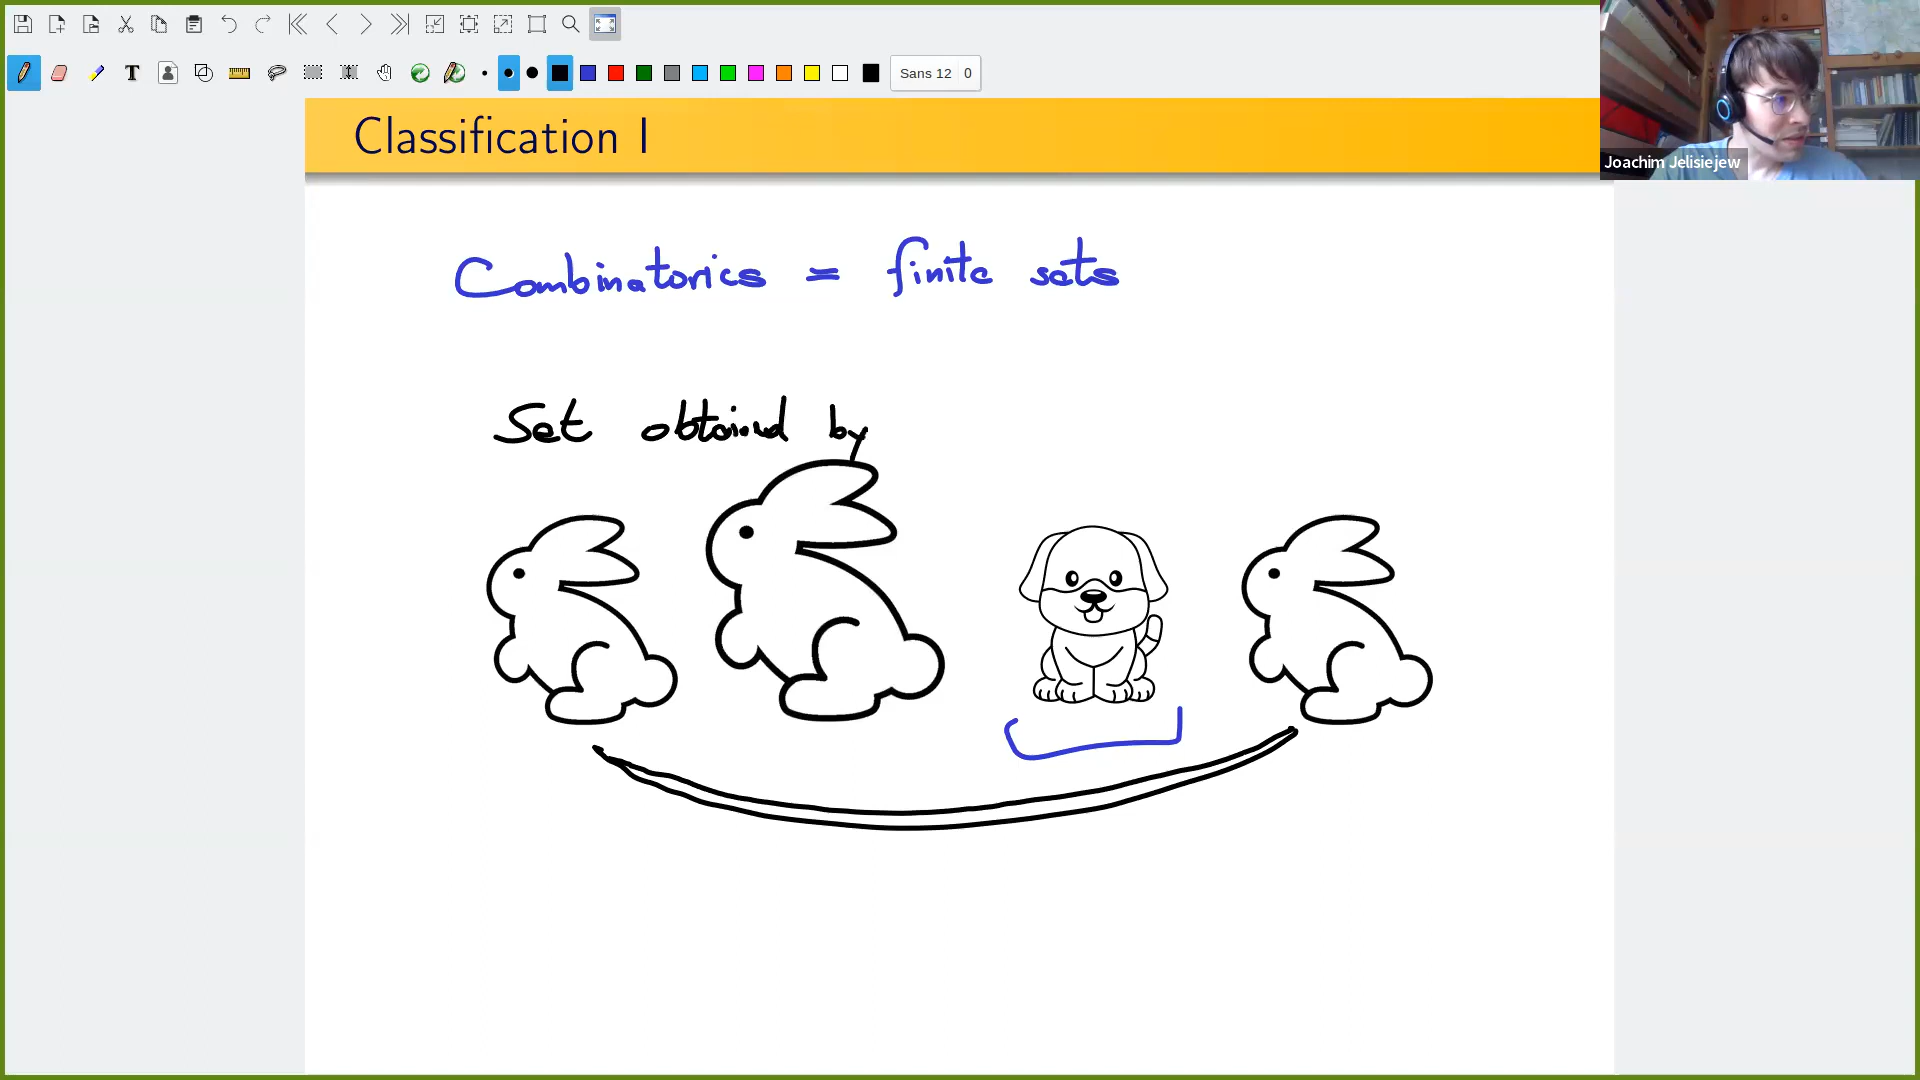 T Sans 12 0
Joachim Jelisiejew
Classification I
Combinatorics = finite sets
Set obtained by